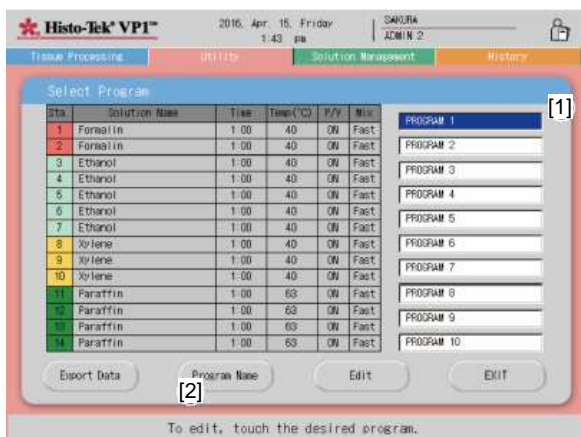 Histo-Tek® VP1™ 2016. Apr. 15. Friday SAKURA
1:43 pm ADMIN 2
Tissue Processing Utility Solution Management History
Select Program
Sta. Solution Name Time Temp(°C) P/V Mix
1 Formalin 1:00 40 ON Fast
2 Formalin 1:00 40 ON Fast
3 Ethanol 1:00 40 ON Fast
4 Ethanol 1:00 40 ON Fast
5 Ethanol 1:00 40 ON Fast
6 Ethanol 1:00 40 ON Fast
7 Ethanol 1:00 40 ON Fast
8 Xylene 1:00 40 ON Fast
9 Xylene 1:00 40 ON Fast
10 Xylene 1:00 40 ON Fast
11 Paraffin 1:00 63 ON Fast
12 Paraffin 1:00 63 ON Fast
13 Paraffin 1:00 63 ON Fast
14 Paraffin 1:00 63 ON Fast
[1]
PROGRAM 1
PROGRAM 2
PROGRAM 3
PROGRAM 4
PROGRAM 5
PROGRAM 6
PROGRAM 7
PROGRAM 8
PROGRAM 9
PROGRAM 10
Export Data Program Name Edit EXIT
[2]
To edit, touch the desired program.